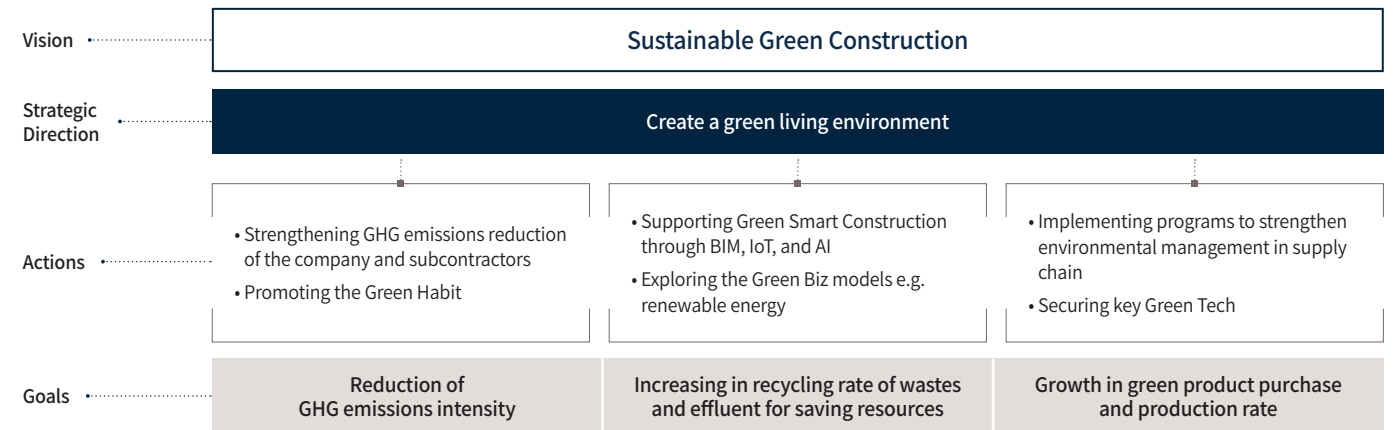 Vision
Sustainable Green Construction
Strategic
Direction
Create a green living environment
Actions
• Strengthening GHG emissions reduction
of the company and subcontractors
• Promoting the Green Habit
• Supporting Green Smart Construction
through BIM, IoT, and AI
• Exploring the Green Biz models e.g.
renewable energy
• Implementing programs to strengthen
environmental management in supply
chain
• Securing key Green Tech
Goals
Reduction of
GHG emissions intensity
Increasing in recycling rate of wastes
and effluent for saving resources
Growth in green product purchase
and production rate